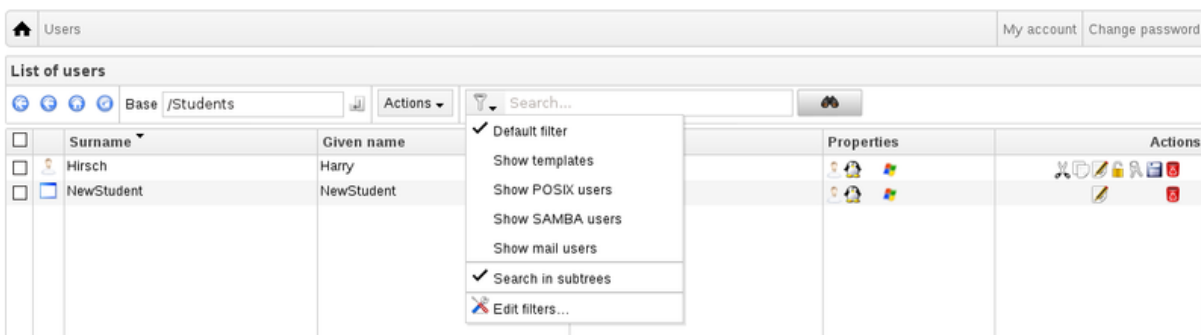 Users My account Change password
List of users
Base /Students Actions Search...
Surname Given name Properties Actions
Default filter
Show templates
Hirsch Harry
NewStudent NewStudent
Show POSIX users
Show SAMBA users
Show mail users
Search in subtrees
Edit filters...